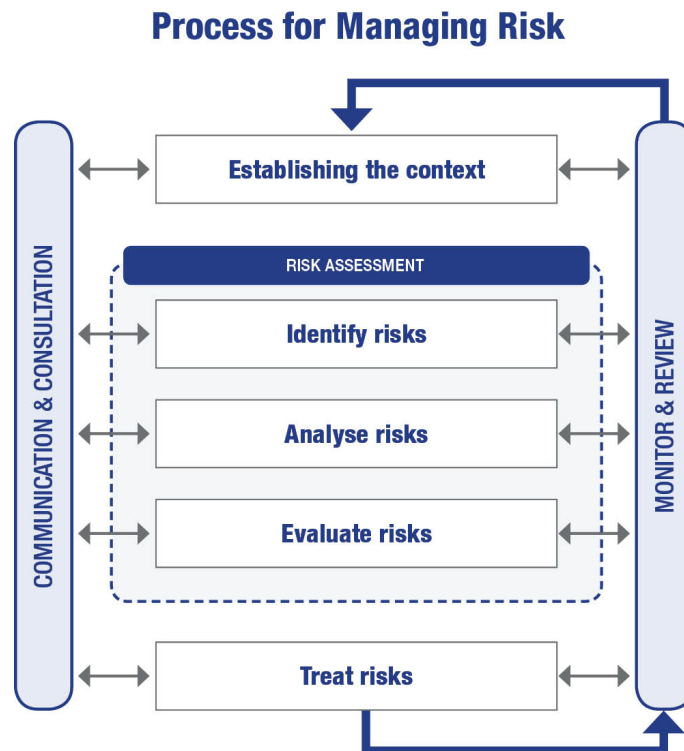 Process for Managing Risk
Establishing the context
COMMUNICATION & CONSULTATION
RISK ASSESSMENT
Identify risks
Analyse risks
Evaluate risks
MONITOR & REVIEW
Treat risks